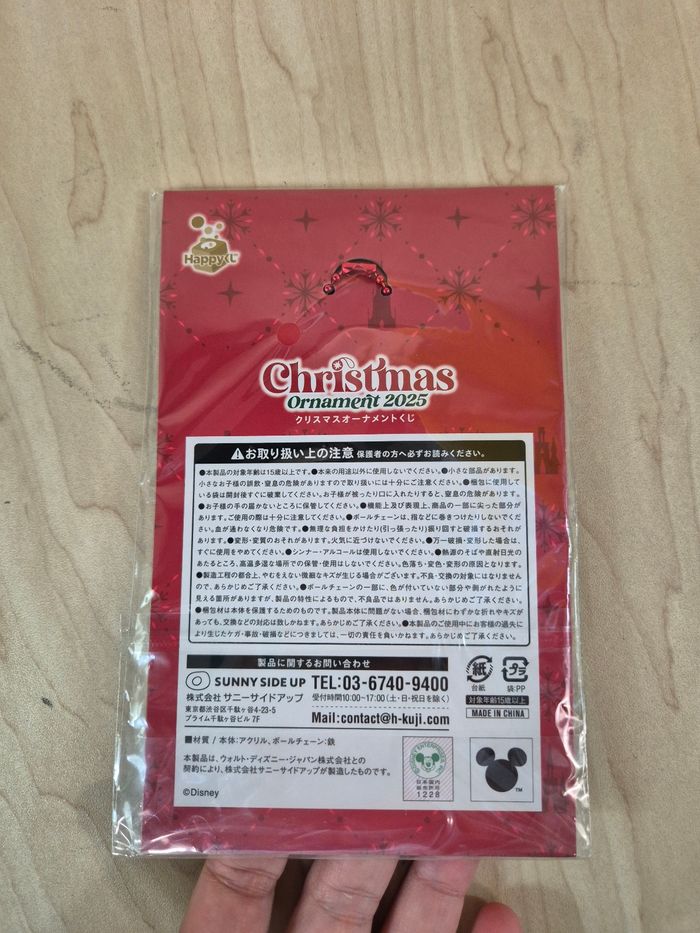 Happyくじ
Christmas
Ornament 2025
クリスマスオーナメントくじ
⚠お取り扱い上の注意 保護者の方へ必ずお読みください。
●本製品の対象年齢は15歳以上です。●本来の用途以外に使用しないでください。●小さな部品があります。
小さなお子様の誤飲・窒息の危険がありますので取り扱いには十分にご注意ください。●梱包に使用して
いる袋は開封後すぐに破棄してください。お子様が被ったり口に入れたりすると、窒息の危険があります。
●お子様の手の届かないところに保管してください。●機能上及び表現上、商品の一部に尖った部分が
あります。ご使用の際は十分に注意してください。●ボールチェーンは、指などに巻きつけたりしないでく
ださい。血が通わなくなり危険です。●無理な負担をかけたり(引っ張ったり)振り回すと破損するおそれが
あります。●変形・変質のおそれがあります。火気に近づけないでください。●万一破損・変形した場合は、
すぐに使用をやめてください。●シンナー・アルコールは使用しないでください。●熱源のそばや直射日光の
あたるところ、高温多湿な場所での保管・使用はしないでください。色落ち・変色・変形の原因となります。
●製造工程の都合上、やむをえない微細なキズが生じる場合がございます。不良・交換の対象にはなりません
ので、あらかじめご了承ください。●ボールチェーンの一部に、色が付いていない部分や剥がれたように
見える箇所がありますが、製品の特性によるもので、不良品ではありません。あらかじめご了承ください。
●梱包材は本体を保護するためのものです。製品本体に問題がない場合、梱包材にわずかな折れやキズが
あっても、交換などの対応は致しかねます。あらかじめご了承ください。●本製品のご使用中にお客様の過失に
より生じたケガ・事故・破損などにつきましては、一切の責任を負いかねます。あらかじめご了承ください。
製品に関するお問い合わせ
SUNNY SIDE UP
株式会社 サニーサイドアップ
東京都渋谷区千駄ヶ谷4-23-5
プライム千駄ヶ谷ビル 7F
TEL:03-6740-9400
受付時間10:00~17:00(土・日・祝日を除く)
Mail:contact@h-kuji.com
紙
台紙
プラ
袋:PP
対象年齢15歳以上
MADE IN CHINA
■材質 / 本体:アクリル、ボールチェーン:鉄
本製品は、ウォルト・ディズニー・ジャパン株式会社との
契約により、株式会社サニーサイドアップが製造したものです。
©Disney
日本国内
販売許可
1228
TM